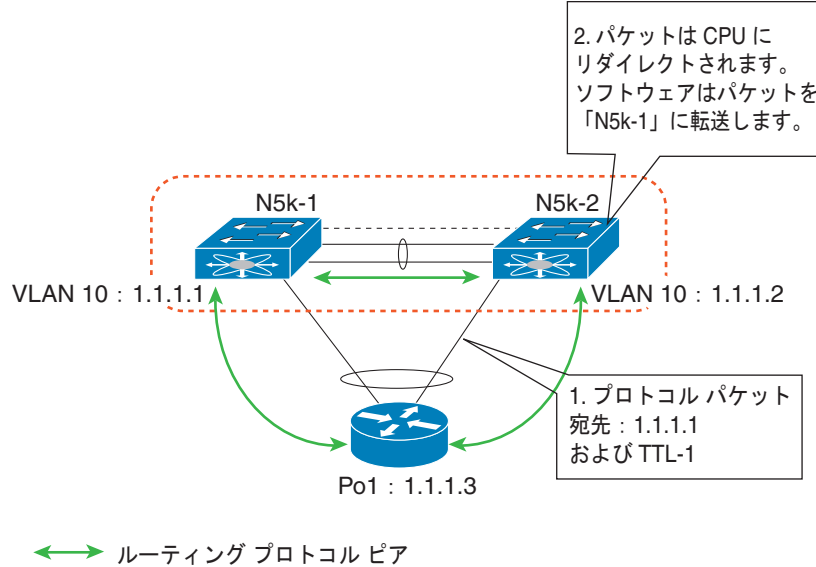 2. パケットは CPU に
リダイレクトされます。
ソフトウェアはパケットを
「N5k-1」に転送します。
N5k-1
N5k-2
VLAN 10：1.1.1.1
VLAN 10：1.1.1.2
1. プロトコル パケット
宛先：1.1.1.1
および TTL-1
Po1：1.1.1.3
ルーティング プロトコル ピア